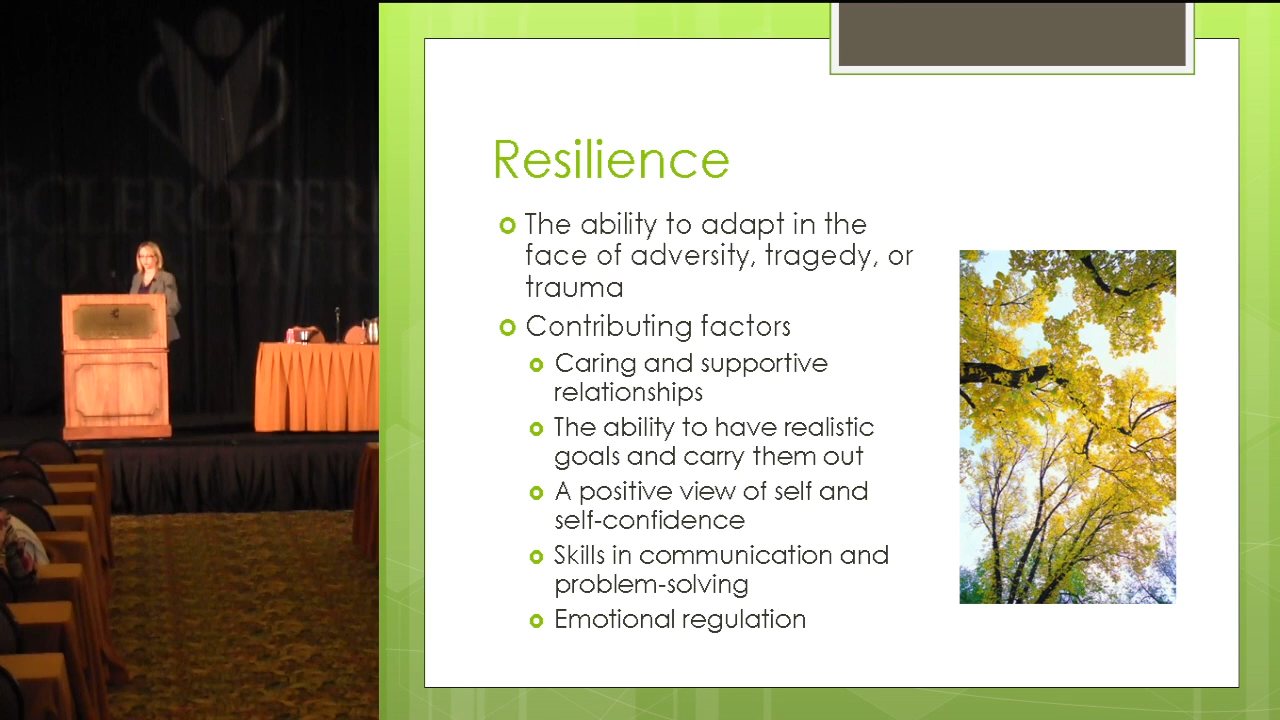 Resilience
The ability to adapt in the
face of adversity, tragedy, or
trauma
Contributing factors
Caring and supportive
relationships
The ability to have realistic
goals and carry them out
A positive view of self and
self-confidence
Skills in communication and
problem-solving
Emotional regulation